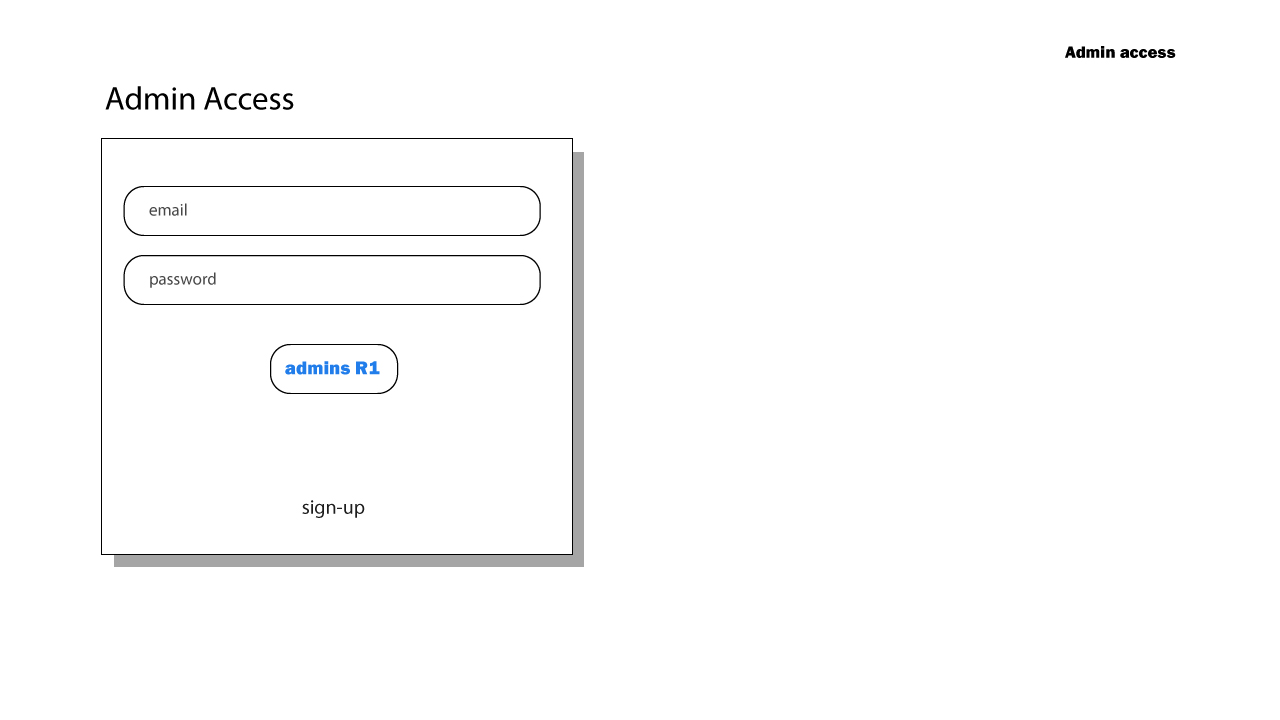 Admin access
Admin Access
email
password
admins R1
sign-up